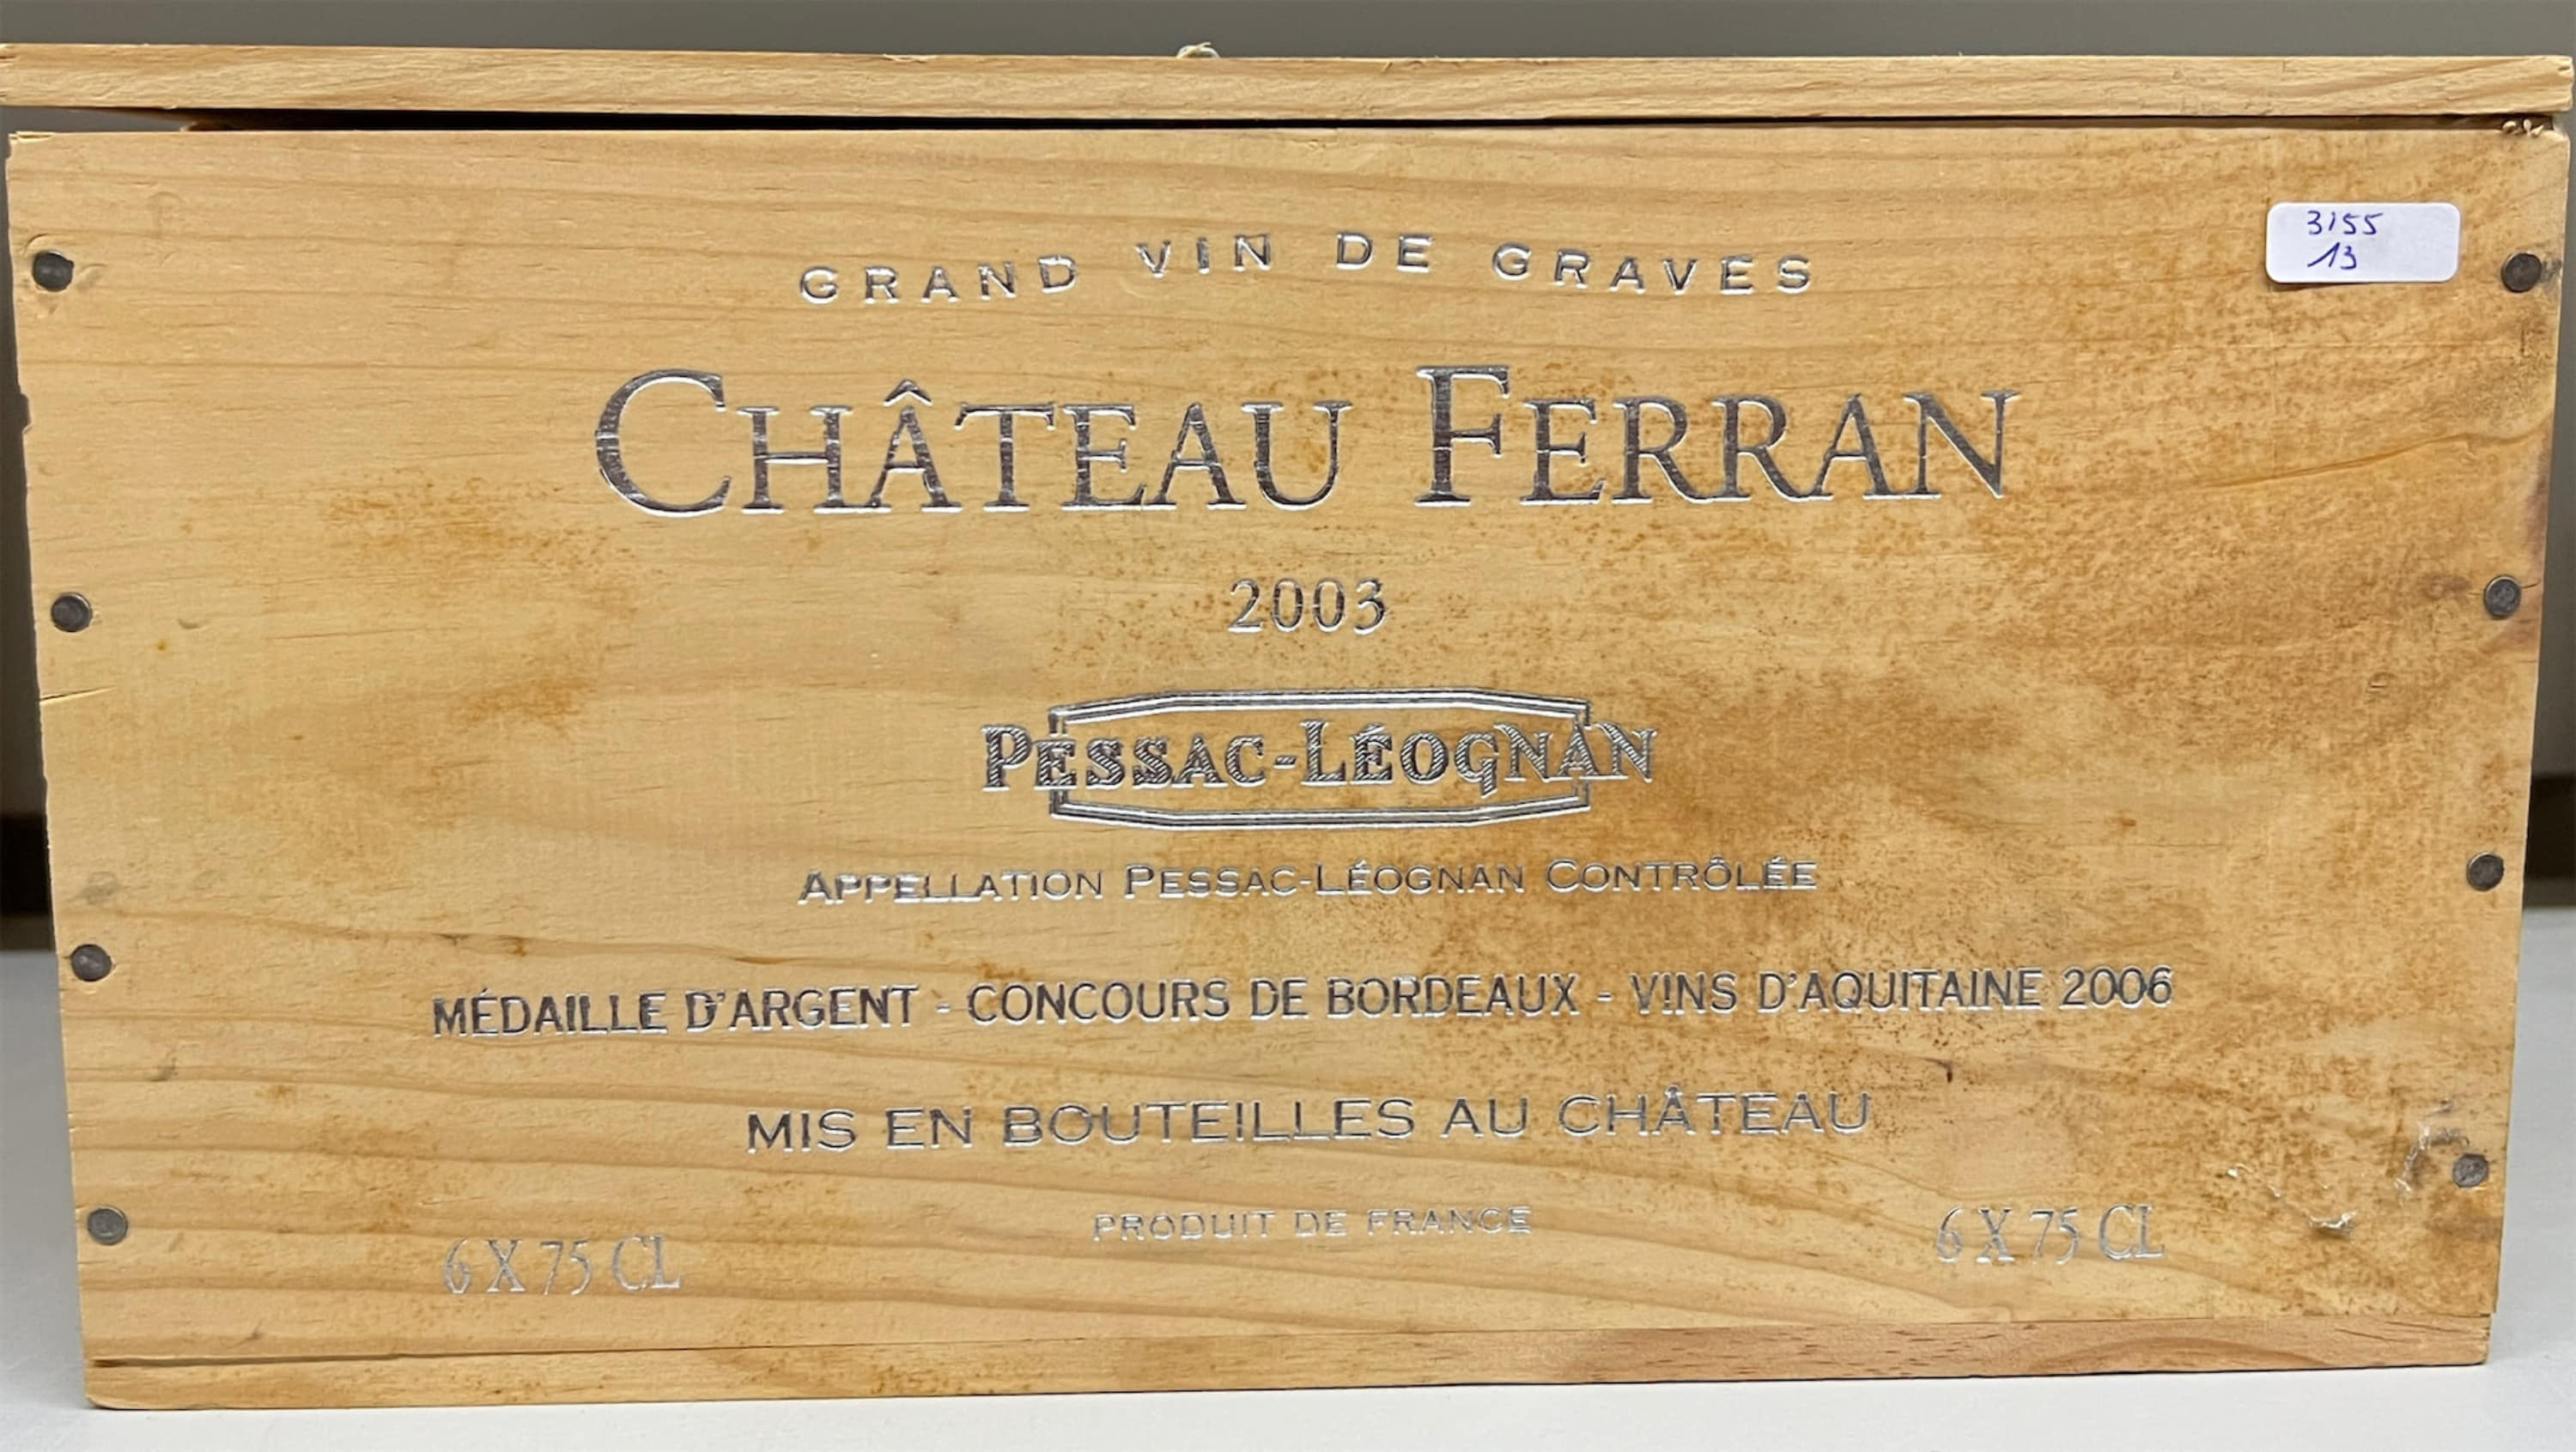 3155
13
GRAND VIN DE GRAVES
CHÂTEAU FERRAN
2003
PESSAC-LÉOGNAN
APPELLATION PESSAC-LÉOGNAN CONTRÔLÉE
MÉDAILLE D'ARGENT - CONCOURS DE BORDEAUX - VINS D'AQUITAINE 2006
MIS EN BOUTEILLES AU CHÂTEAU
PRODUIT DE FRANCE
6 X 75 CL
6 X 75 CL